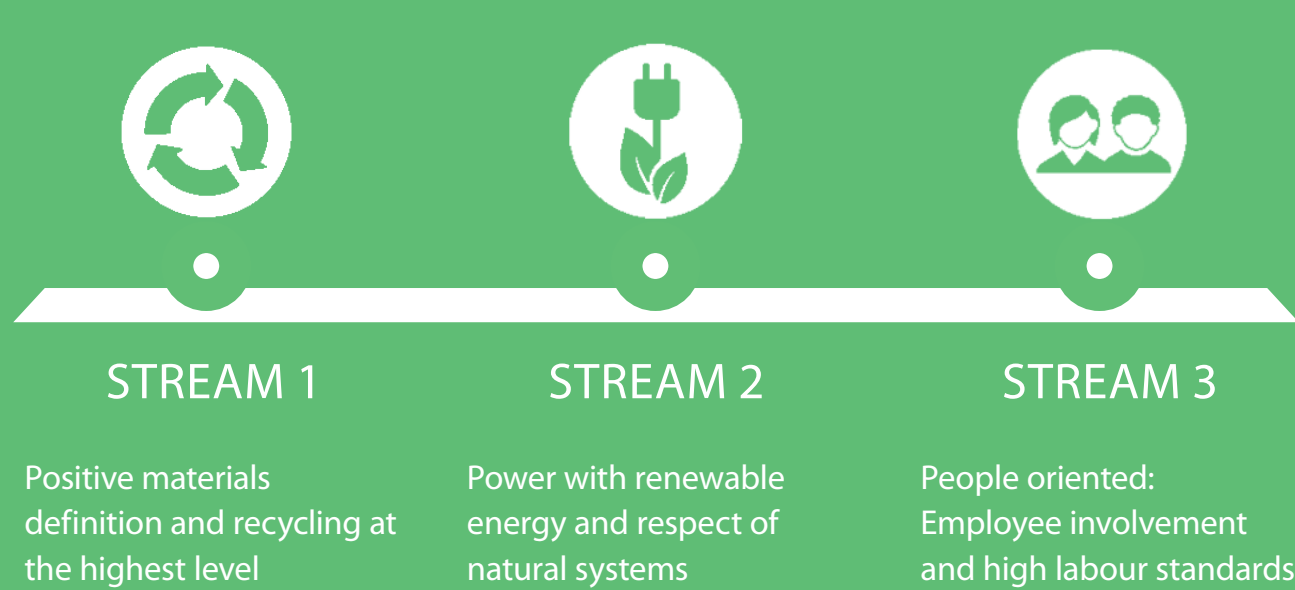 STREAM 1
Positive materials
definition and recycling at
the highest level
STREAM 2
Power with renewable
energy and respect of
natural systems
STREAM 3
People oriented:
Employee involvement
and high labour standards